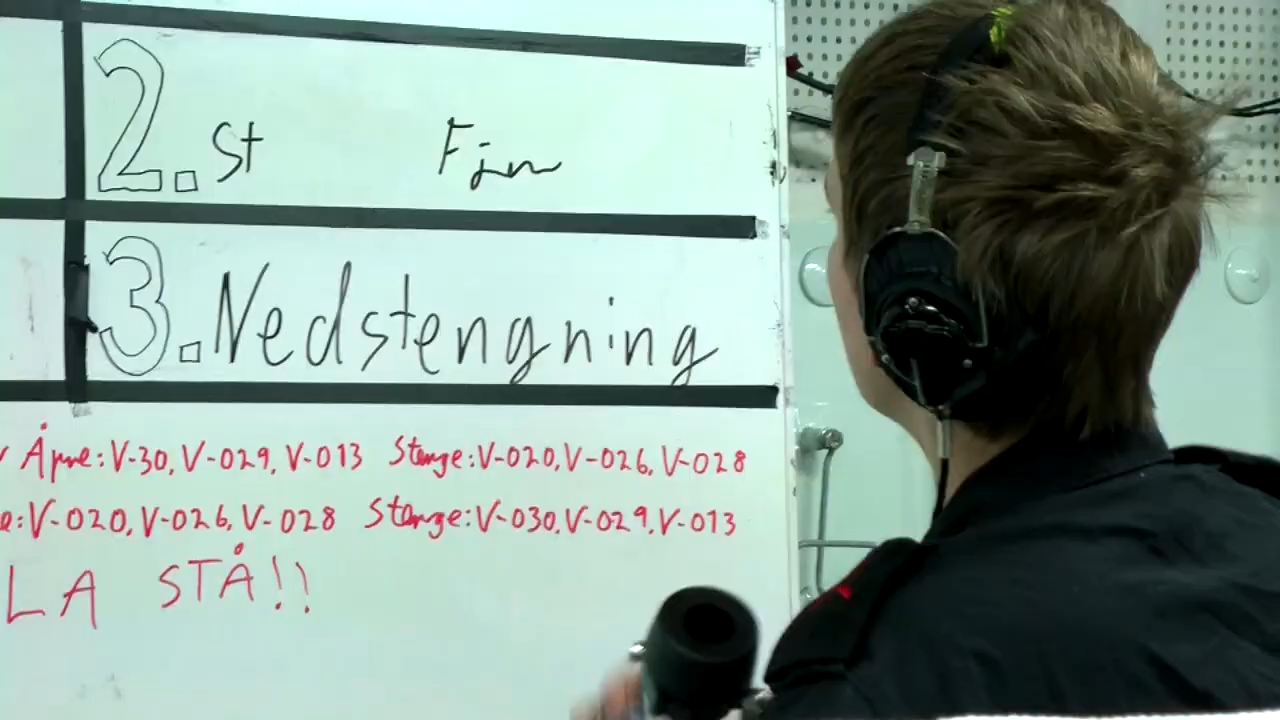 2. St Fin
3. Nedstengning
Åpne: V-30, V-029, V-013 Stenge: V-020, V-026, V-028
e: V-020, V-026, V-028 Stenge: V-030, V-029, V-013
LA STÅ!!